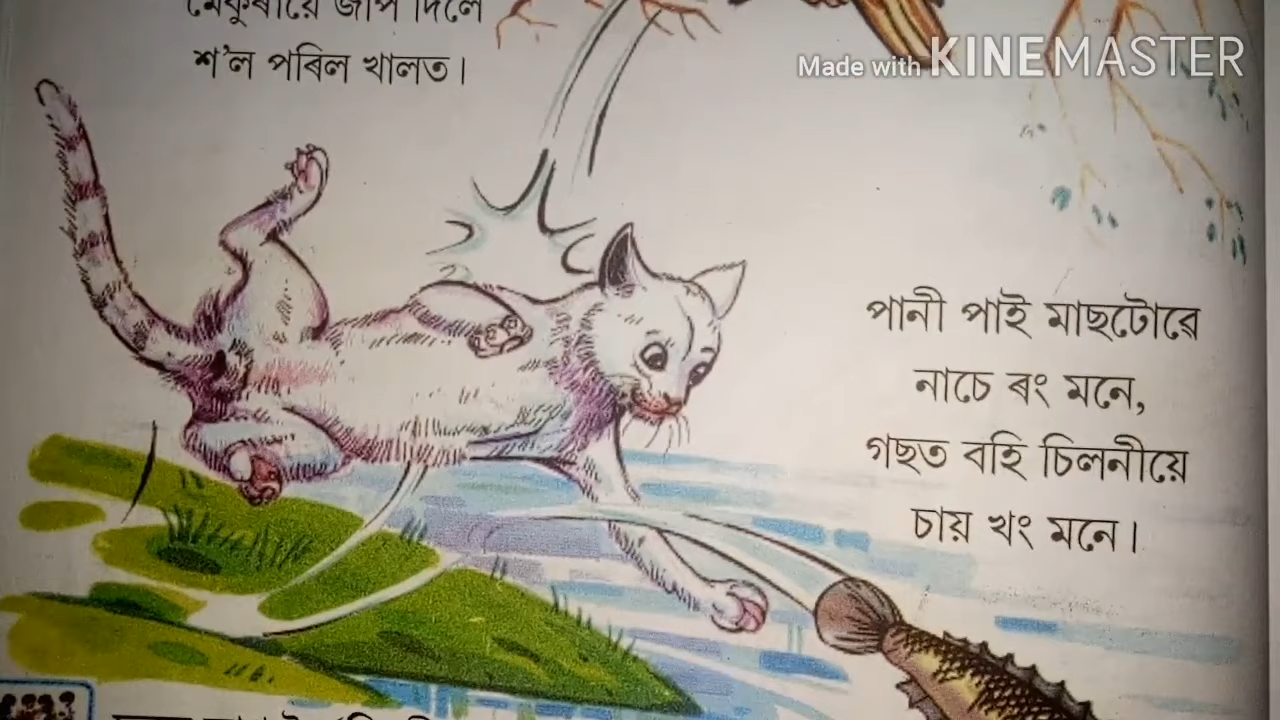 মেকুৰীয়ে জাঁপ দিলে
শ'ল পৰিল খালত।
Made with KINEMASTER
পানী পাই মাছটোৱে
নাচে ৰং মনে,
গছত বহি চিলনীয়ে
চায় খং মনে।